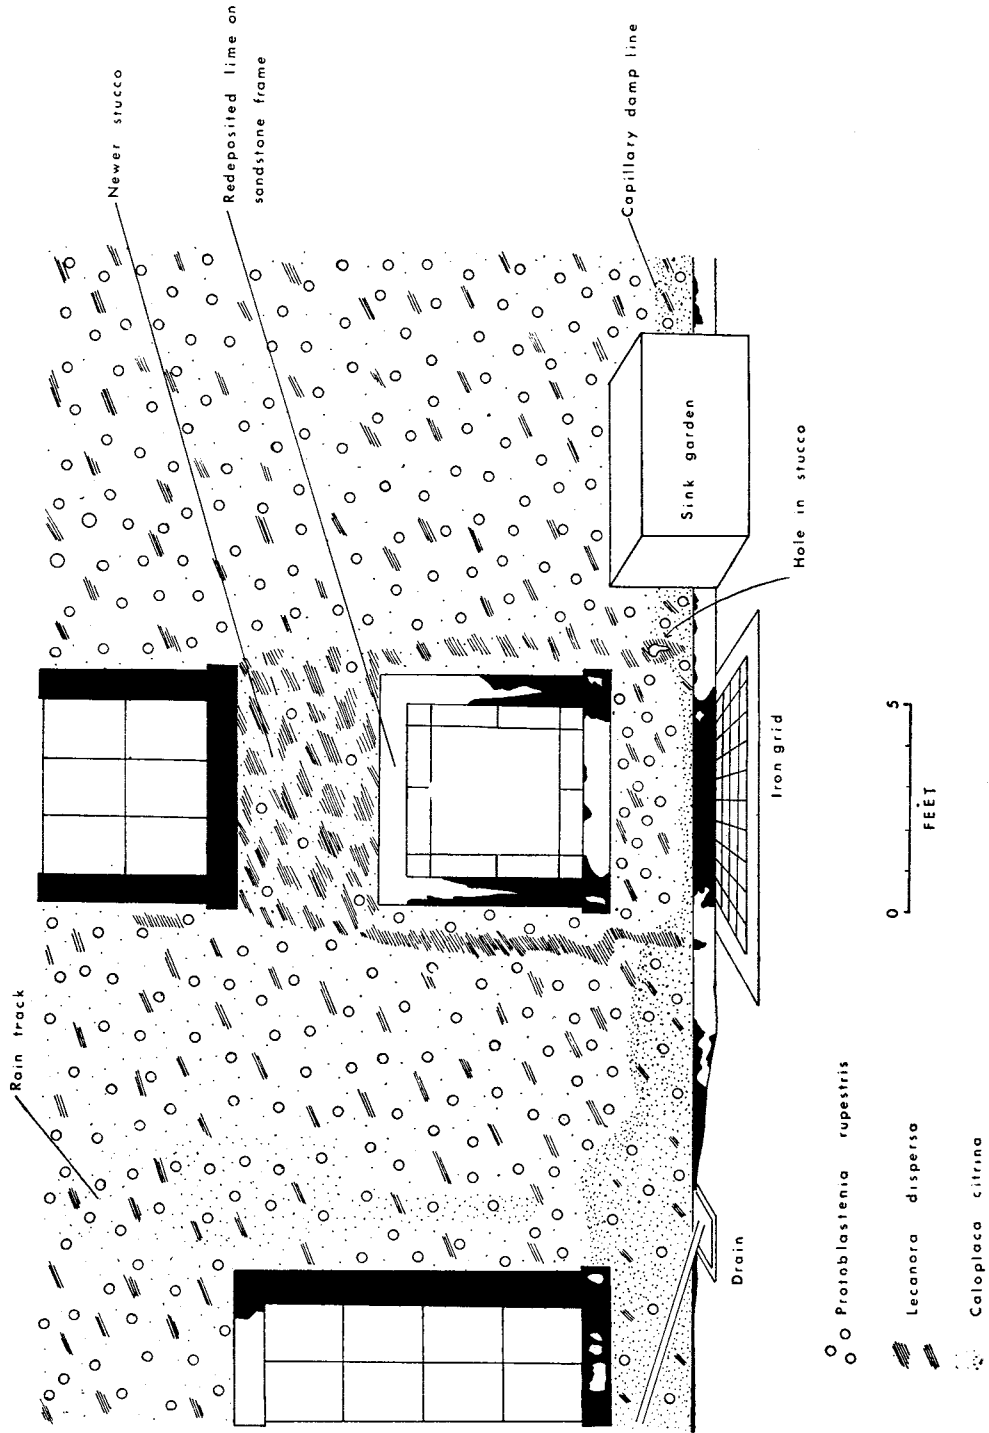 Rain track
Newer stucco
Redeposited lime on
sandstone frame
Capillary damp line
Sink garden
Hole in stucco
Iron grid
Drain
0 5
FEET
Protoblastenia rupestris
Lecanora dispersa
Caloplaca citrina